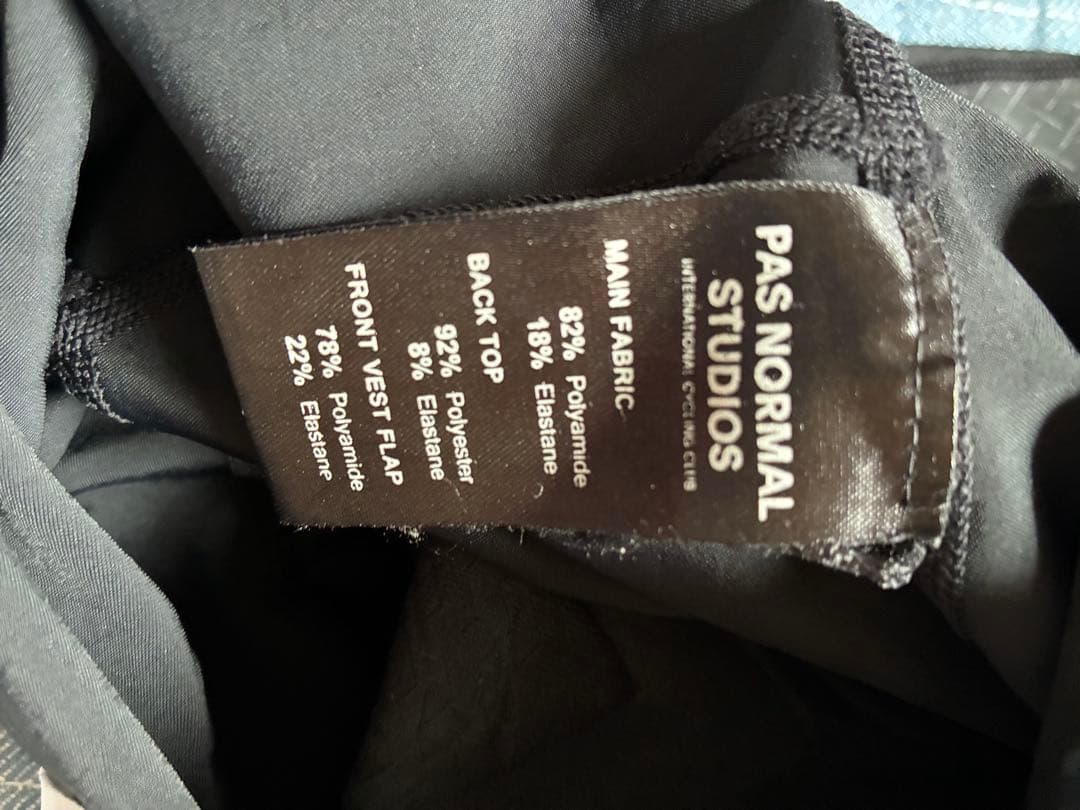 PAS NORMAL
STUDIOS
INTERNATIONAL CYCLING CLUB
MAIN FABRIC
82% Polyamide
18% Elastane
BACK TOP
92% Polyester
8% Elastane
FRONT VEST FLAP
78% Polyamide
22% Elastane